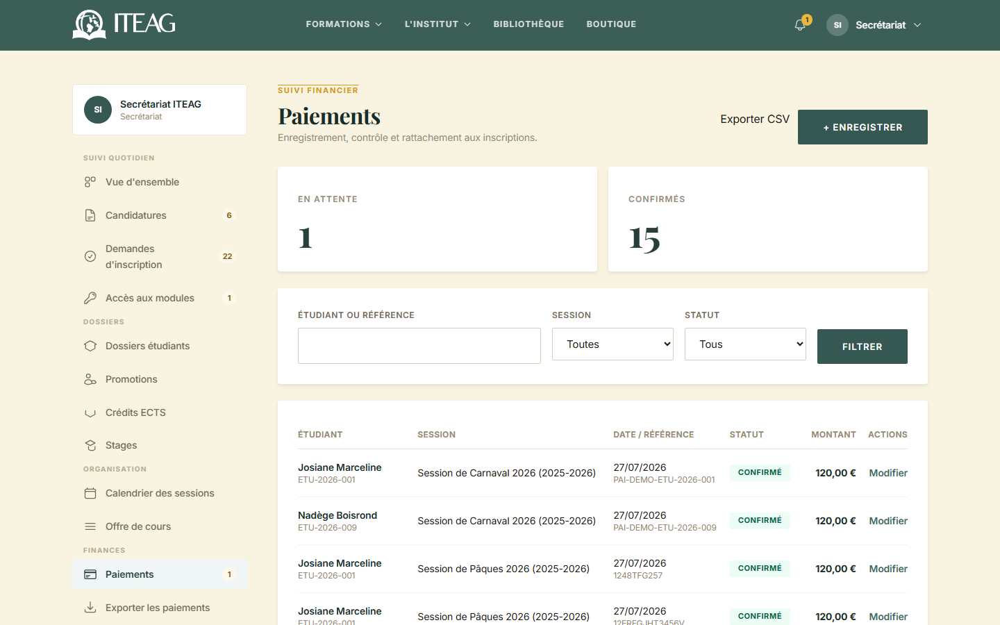 ITEAG
FORMATIONS
L'INSTITUT
BIBLIOTHÈQUE
BOUTIQUE
1
SI
Secrétariat
SI
Secrétariat ITEAG
Secrétariat
SUIVI QUOTIDIEN
Vue d'ensemble
Candidatures
6
Demandes
d'inscription
22
Accès aux modules
1
DOSSIERS
Dossiers étudiants
Promotions
Crédits ECTS
Stages
ORGANISATION
Calendrier des sessions
Offre de cours
FINANCES
Paiements
1
Exporter les paiements
SUIVI FINANCIER
Paiements
Enregistrement, contrôle et rattachement aux inscriptions.
Exporter CSV
+ ENREGISTRER
EN ATTENTE
1
CONFIRMÉS
15
ÉTUDIANT OU RÉFÉRENCE
SESSION
Toutes
STATUT
Tous
FILTRER
ÉTUDIANT SESSION DATE / RÉFÉRENCE STATUT MONTANT ACTIONS
Josiane Marceline
ETU-2026-001
Session de Carnaval 2026 (2025-2026)
27/07/2026
PAI-DEMO-ETU-2026-001
CONFIRMÉ
120,00 €
Modifier
Nadège Boisrond
ETU-2026-009
Session de Carnaval 2026 (2025-2026)
27/07/2026
PAI-DEMO-ETU-2026-009
CONFIRMÉ
120,00 €
Modifier
Josiane Marceline
ETU-2026-001
Session de Pâques 2026 (2025-2026)
27/07/2026
1248TFG257
CONFIRMÉ
120,00 €
Modifier
Josiane Marceline
ETU-2026-001
Session de Pâques 2026 (2025-2026)
27/07/2026
CONFIRMÉ
120,00 €
Modifier